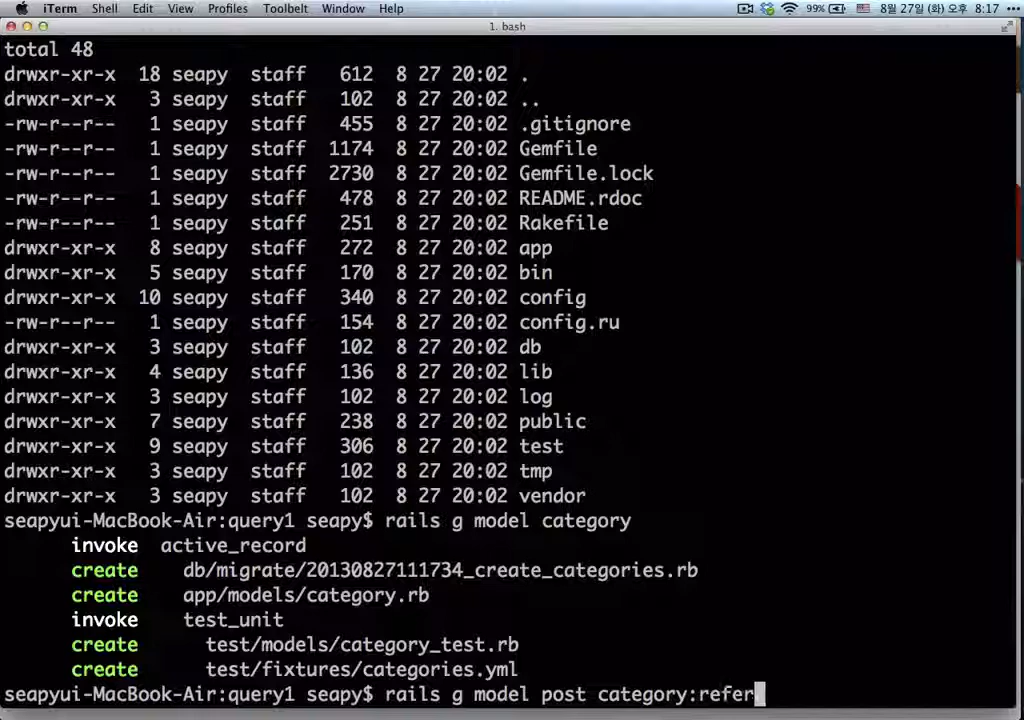 iTerm Shell Edit View Profiles Toolbelt Window Help 99% 8월 27일 (화) 오후 8:17
1. bash
total 48
drwxr-xr-x 18 seapy staff 612 8 27 20:02 .
drwxr-xr-x 3 seapy staff 102 8 27 20:02 ..
-rw-r--r-- 1 seapy staff 455 8 27 20:02 .gitignore
-rw-r--r-- 1 seapy staff 1174 8 27 20:02 Gemfile
-rw-r--r-- 1 seapy staff 2730 8 27 20:02 Gemfile.lock
-rw-r--r-- 1 seapy staff 478 8 27 20:02 README.rdoc
-rw-r--r-- 1 seapy staff 251 8 27 20:02 Rakefile
drwxr-xr-x 8 seapy staff 272 8 27 20:02 app
drwxr-xr-x 5 seapy staff 170 8 27 20:02 bin
drwxr-xr-x 10 seapy staff 340 8 27 20:02 config
-rw-r--r-- 1 seapy staff 154 8 27 20:02 config.ru
drwxr-xr-x 3 seapy staff 102 8 27 20:02 db
drwxr-xr-x 4 seapy staff 136 8 27 20:02 lib
drwxr-xr-x 3 seapy staff 102 8 27 20:02 log
drwxr-xr-x 7 seapy staff 238 8 27 20:02 public
drwxr-xr-x 9 seapy staff 306 8 27 20:02 test
drwxr-xr-x 3 seapy staff 102 8 27 20:02 tmp
drwxr-xr-x 3 seapy staff 102 8 27 20:02 vendor
seapyui-MacBook-Air:query1 seapy$ rails g model category
invoke active_record
create db/migrate/20130827111734_create_categories.rb
create app/models/category.rb
invoke test_unit
create test/models/category_test.rb
create test/fixtures/categories.yml
seapyui-MacBook-Air:query1 seapy$ rails g model post category:refer